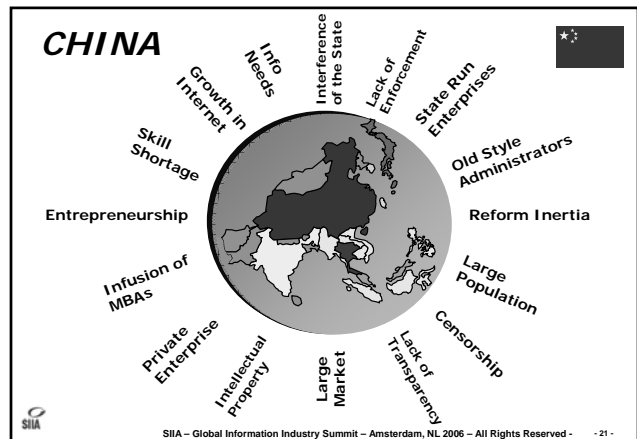 CHINA
Interference
of the State
Lack of
Enforcement
State Run
Enterprises
Old Style
Administrators
Reform Inertia
Large
Population
Censorship
Lack of
Transparency
Large
Market
Intellectual
Property
Private
Enterprise
Infusion of
MBAs
Entrepreneurship
Skill
Shortage
Growth in
Internet
Info
Needs
SIIA
SIIA – Global Information Industry Summit – Amsterdam, NL 2006 – All Rights Reserved - - 21 -